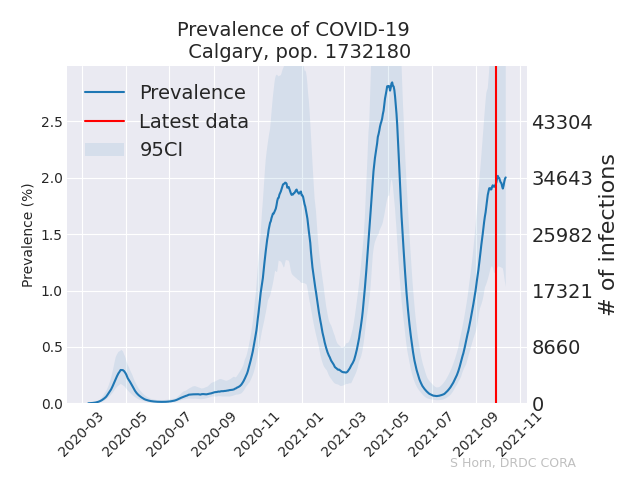 Prevalence of COVID-19
Calgary, pop. 1732180
Prevalence
Latest data
95CI
Prevalence (%)
2.5
2.0
1.5
1.0
0.5
0.0
43304
34643
25982
17321
8660
0
# of infections
2020-03
2020-05
2020-07
2020-09
2020-11
2021-01
2021-03
2021-05
2021-07
2021-09
2021-11
S Horn, DRDC CORA